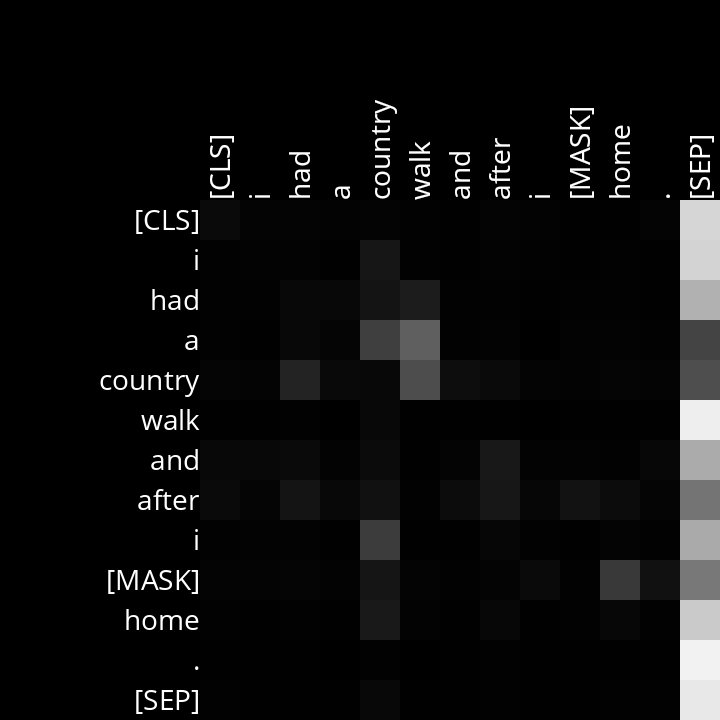 [CLS] i had a country walk and after i [MASK] home . [SEP]
[CLS]
i
had
a
country
walk
and
after
i
[MASK]
home
.
[SEP]